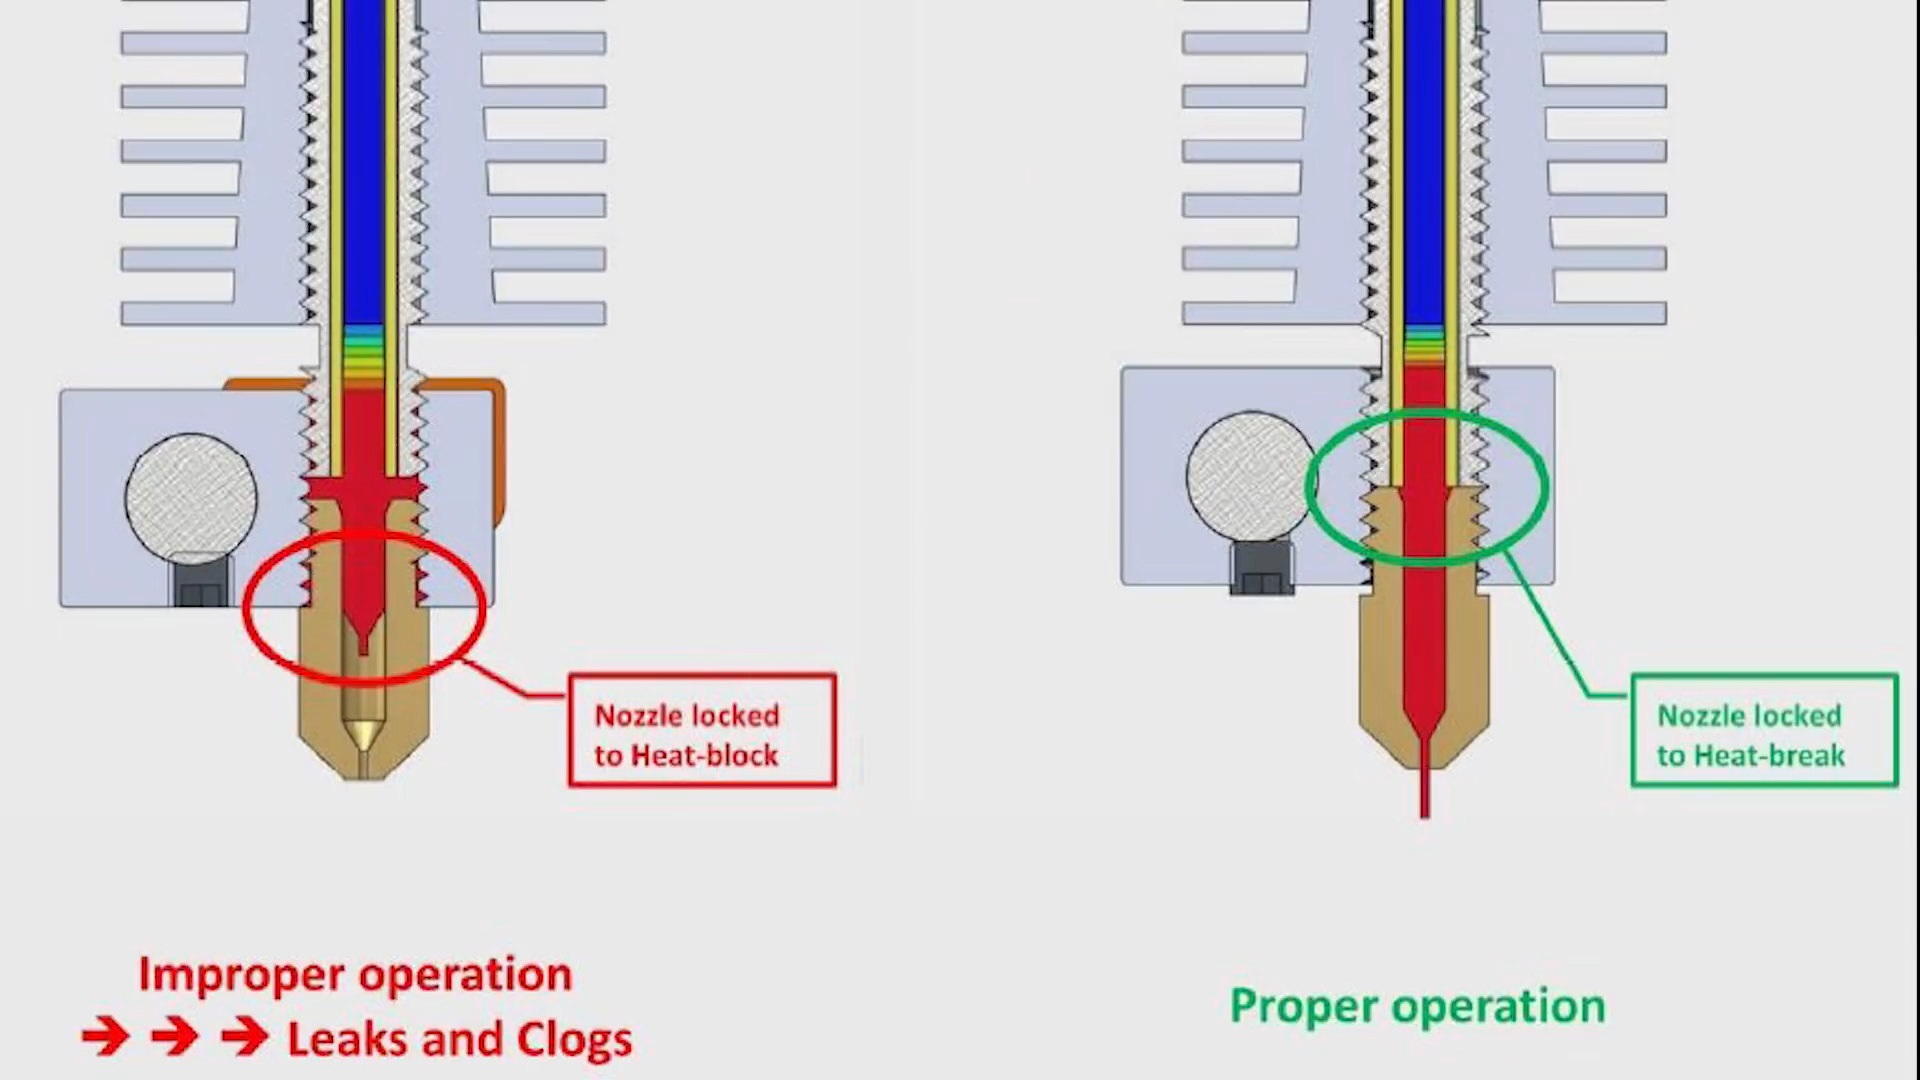 Nozzle locked
to Heat-block
Nozzle locked
to Heat-break
Improper operation
➔ ➔ ➔ Leaks and Clogs
Proper operation